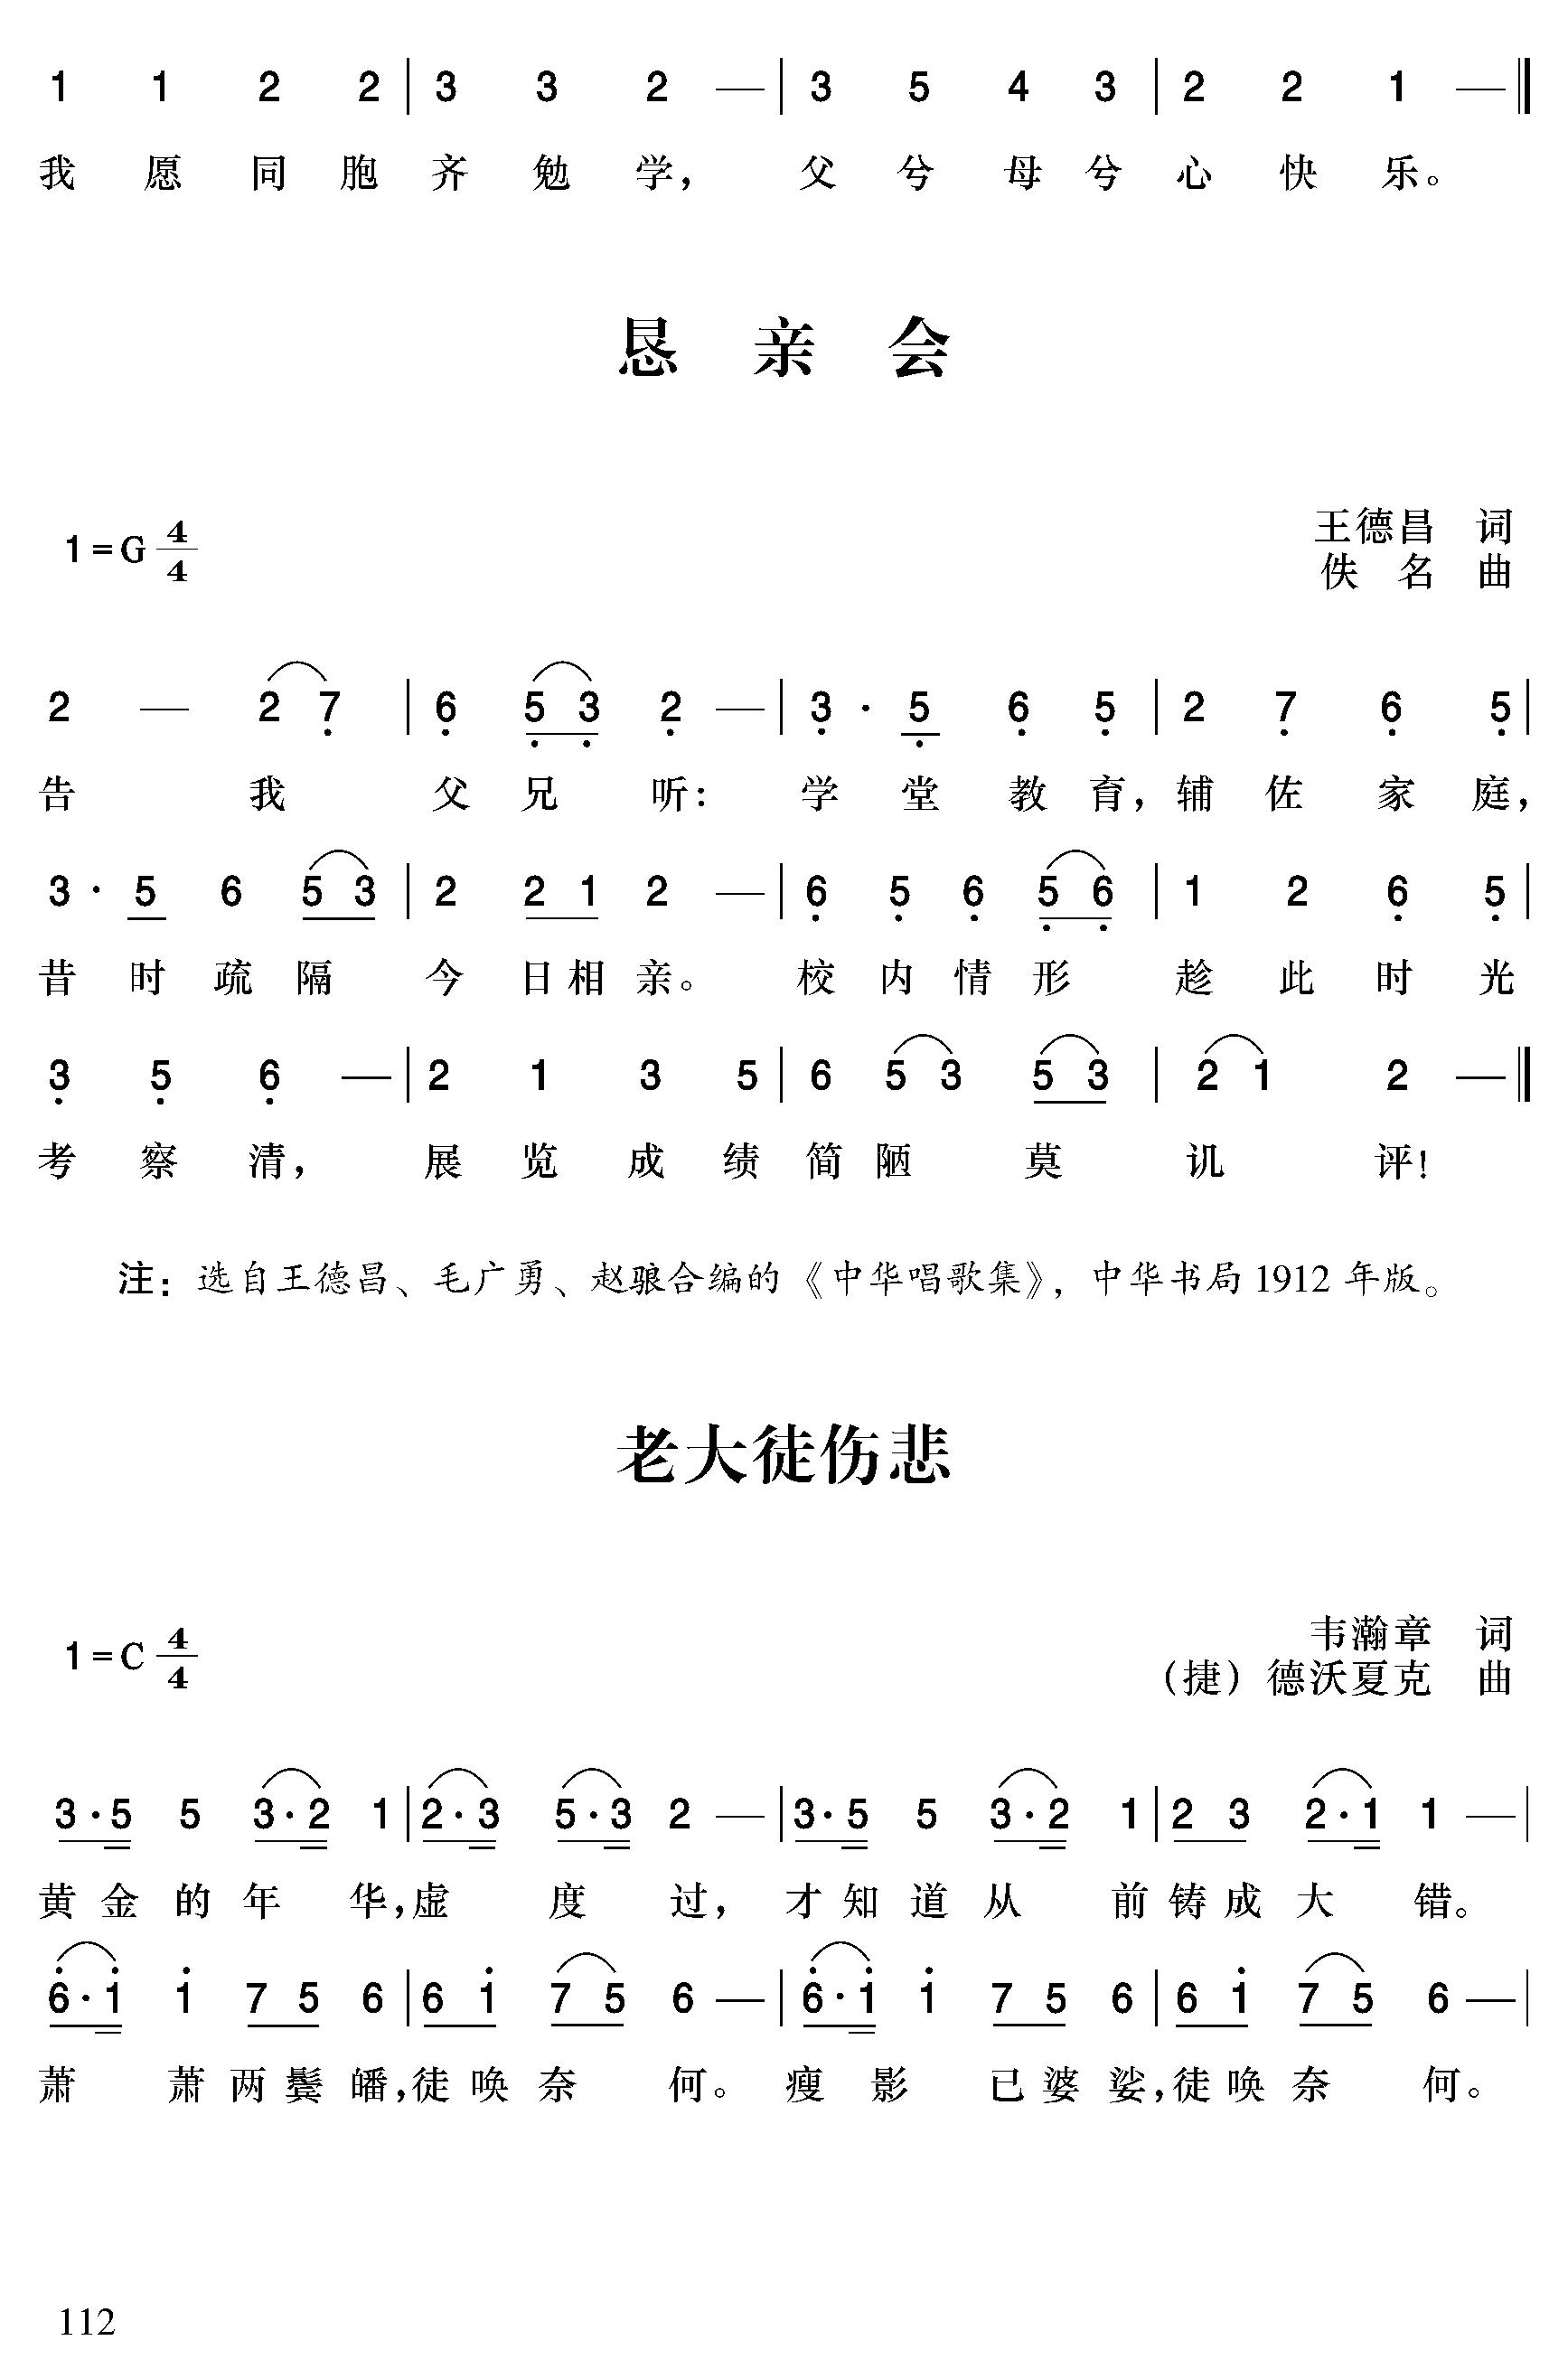 1 1 2 2 | 3 3 2 — | 3 5 4 3 | 2 2 1 — ‖
我愿同胞齐勉学，父兮母兮心快乐。
恳亲会
王德昌 词
1=G 4/4
佚名 曲
2 — 2 7̣ | 6̣ 5̣ 3̣ 2̣ — | 3̣ · 5̣ 6̣ 5̣ | 2 7̣ 6̣ 5̣ |
告我父兄听：学堂教育，辅佐家庭，
3 · 5 6 5 3 | 2 2 1 2 — | 6̣ 5̣ 6̣ 5̣ 6̣ | 1 2 6̣ 5̣ |
昔时疏隔今日相亲。校内情形趁此时光
3̣ 5̣ 6̣ — | 2 1 3 5 | 6 5 3 5 3 | 2 1 2 — ‖
考察清，展览成绩简陋莫讥评！
注：选自王德昌、毛广勇、赵骃合编的《中华唱歌集》，中华书局1912年版。
老大徒伤悲
韦瀚章 词
1=C 4/4
（捷）德沃夏克 曲
3 · 5 5 3 · 2 1 | 2 · 3 5 · 3 2 — | 3 · 5 5 3 · 2 1 | 2 3 2 · 1 1 — |
黄金的年华，虚度过，才知道从前铸成大错。
6 · 1̇ 1̇ 7 5 6 | 6 1̇ 7 5 6 — | 6 · 1̇ 1̇ 7 5 6 | 6 1̇ 7 5 6 — |
萧萧两鬓皤，徒唤奈何。瘦影已婆娑，徒唤奈何。
112